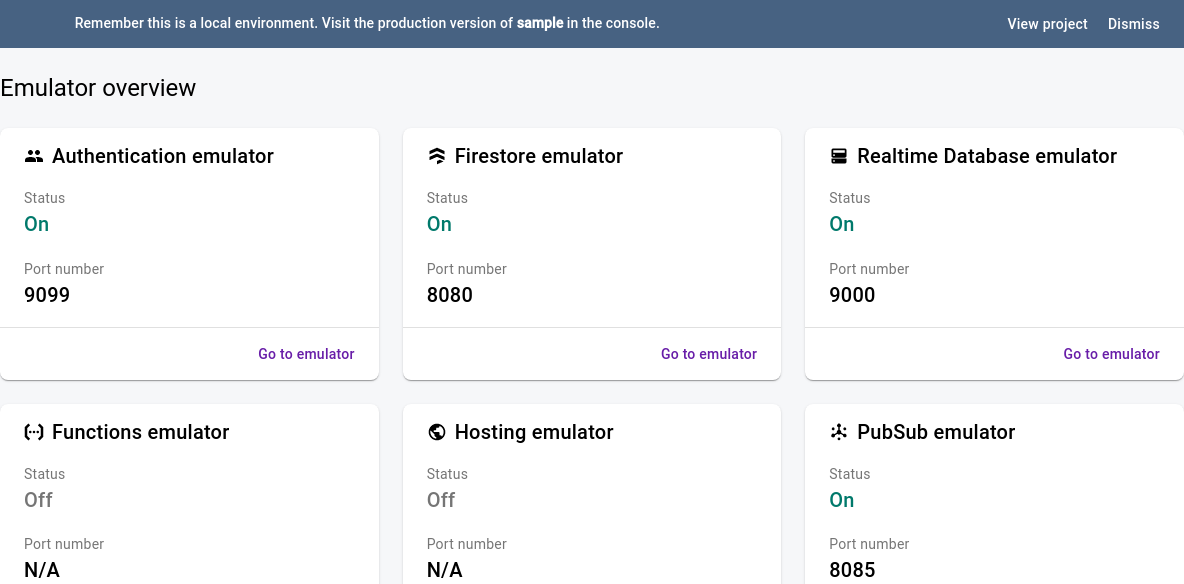 Remember this is a local environment. Visit the production version of sample in the console. View project Dismiss
Emulator overview
Authentication emulator
Status
On
Port number
9099
Go to emulator
Firestore emulator
Status
On
Port number
8080
Go to emulator
Realtime Database emulator
Status
On
Port number
9000
Go to emulator
Functions emulator
Status
Off
Port number
N/A
Hosting emulator
Status
Off
Port number
N/A
PubSub emulator
Status
On
Port number
8085